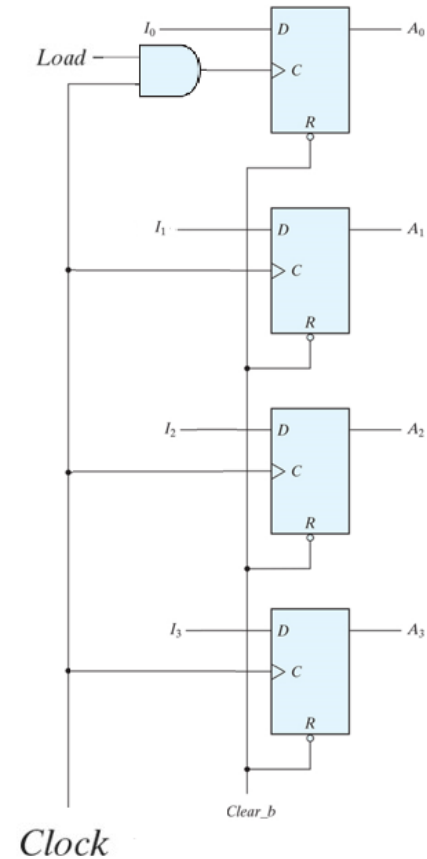 I₀ D A₀
Load
C
R
I₁ D A₁
C
R
I₂ D A₂
C
R
I₃ D A₃
C
R
Clear_b
Clock